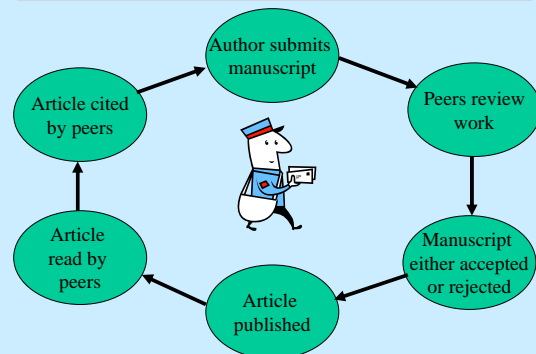 Author submits
manuscript
Peers review
work
Manuscript
either accepted
or rejected
Article
published
Article
read by
peers
Article cited
by peers